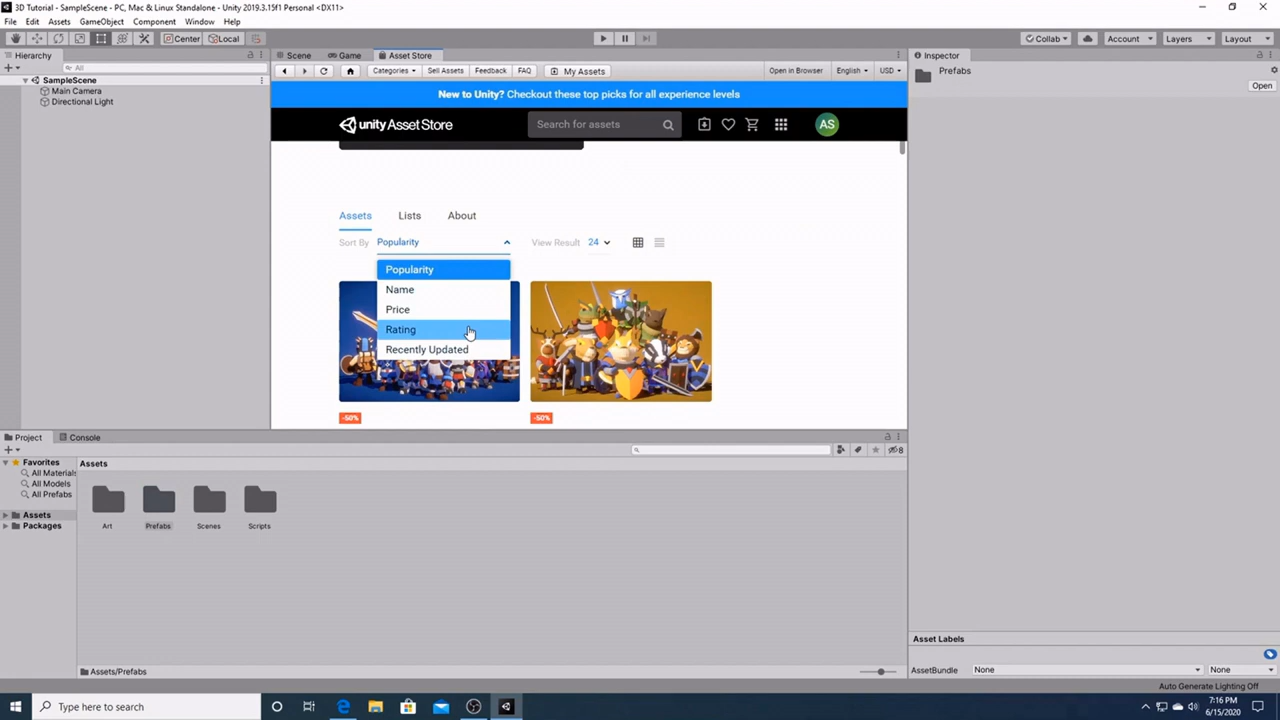 3D Tutorial - SampleScene - PC, Mac & Linux Standalone - Unity 2019.3.15f1 Personal <DX11>
File Edit Assets GameObject Component Window Help
Center Local Collab Account Layers Layout
Hierarchy
All
SampleScene
Main Camera
Directional Light
Scene Game Asset Store
Categories Sell Assets Feedback FAQ My Assets Open in Browser English USD
New to Unity? Checkout these top picks for all experience levels
unity Asset Store Search for assets AS
Assets Lists About
Sort By Popularity View Result 24
Popularity
Name
Price
Rating
Recently Updated
-50% -50%
Inspector
Prefabs
Open
Project Console
8
Favorites
All Materials
All Models
All Prefabs
Assets
Packages
Assets
Art Prefabs Scenes Scripts
Assets/Prefabs
Asset Labels
AssetBundle None None
Auto Generate Lighting Off
Type here to search
7:16 PM
6/15/2020